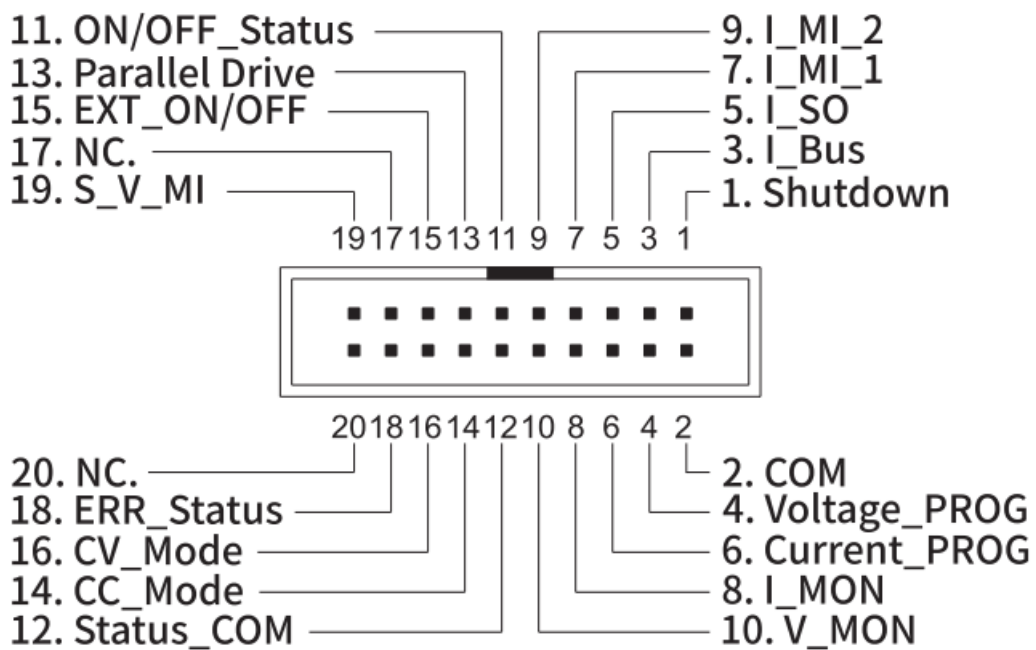 11. ON/OFF_Status
13. Parallel Drive
15. EXT_ON/OFF
17. NC.
19. S_V_MI
9. I_MI_2
7. I_MI_1
5. I_SO
3. I_Bus
1. Shutdown
19 17 15 13 11 9 7 5 3 1
20 18 16 14 12 10 8 6 4 2
20. NC.
18. ERR_Status
16. CV_Mode
14. CC_Mode
12. Status_COM
2. COM
4. Voltage_PROG
6. Current_PROG
8. I_MON
10. V_MON